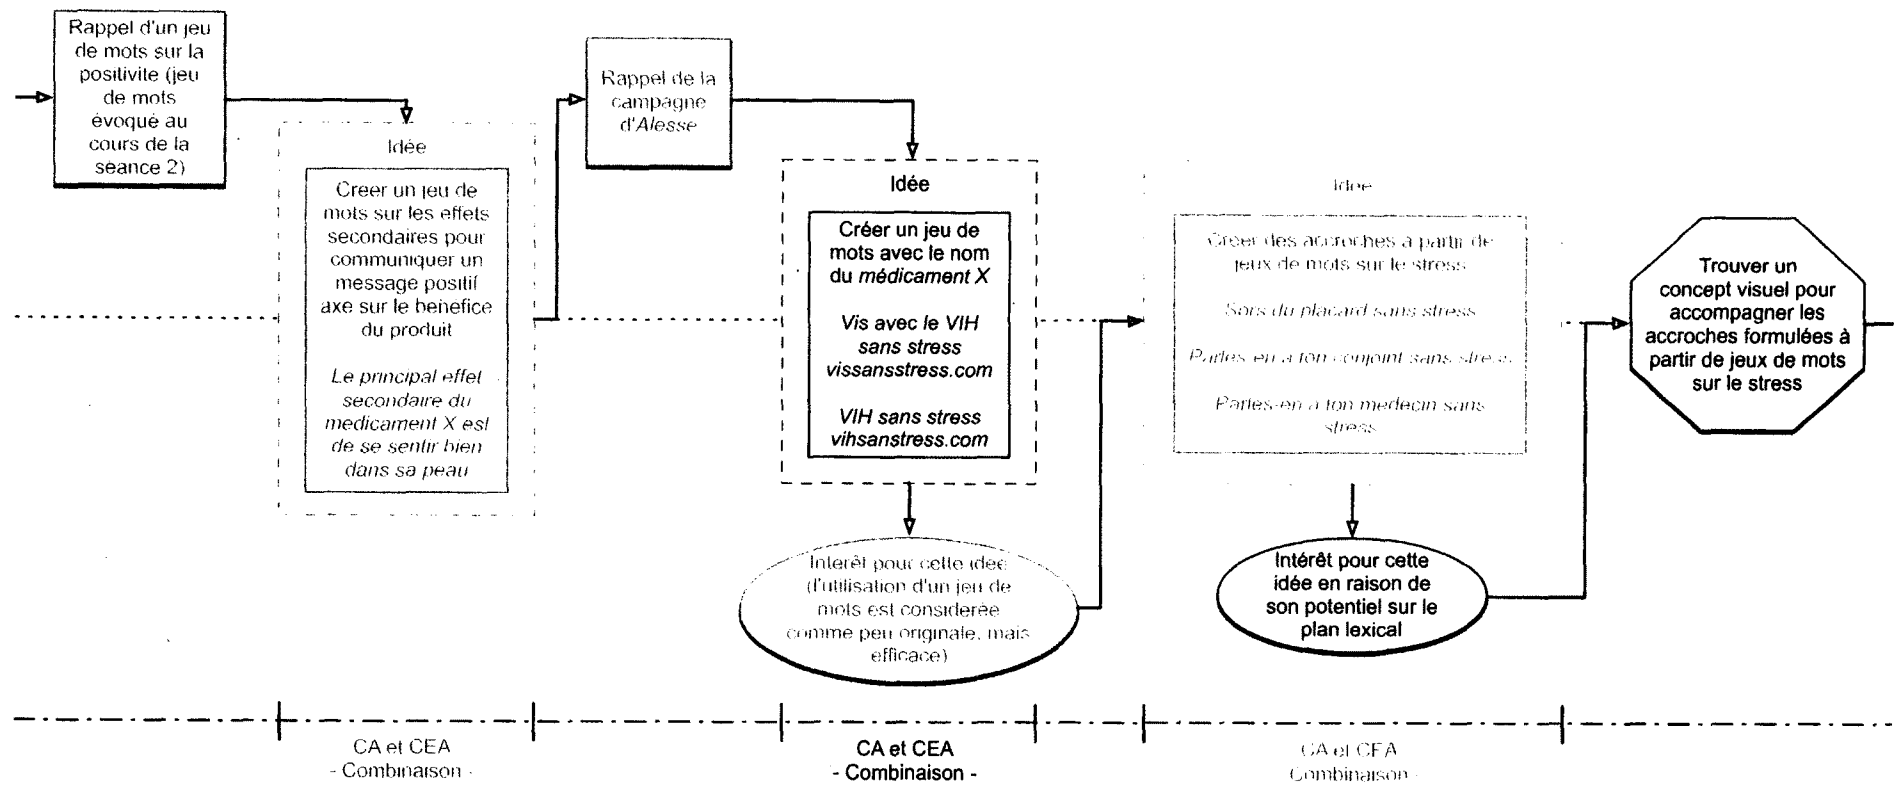 Rappel d'un jeu
de mots sur la
positivite (jeu
de mots
évoqué au
cours de la
séance 2)
Idée
Creer un jeu de
mots sur les effets
secondaires pour
communiquer un
message positif
axe sur le benefice
du produit
Le principal effet
secondaire du
medicament X est
de se sentir bien
dans sa peau
Rappel de la
campagne
d'Alesse
Idée
Créer un jeu de
mots avec le nom
du médicament X
Vis avec le VIH
sans stress
vissansstress.com
VIH sans stress
vihsanstress.com
Intérêt pour cette idée
(l'utilisation d'un jeu de
mots est considerée
comme peu originale, mais
efficace)
Idee
Créer des accroches à partir de
jeux de mots sur le stress
Sors du placard sans stress
Parles-en a ton conjoint sans stress
Parles-en a ton medecin sans
stress
Intérêt pour cette
idée en raison de
son potentiel sur le
plan lexical
Trouver un
concept visuel pour
accompagner les
accroches formulées à
partir de jeux de mots
sur le stress
CA et CEA
- Combinaison -
CA et CEA
- Combinaison -
CA et CEA
Combinaison -